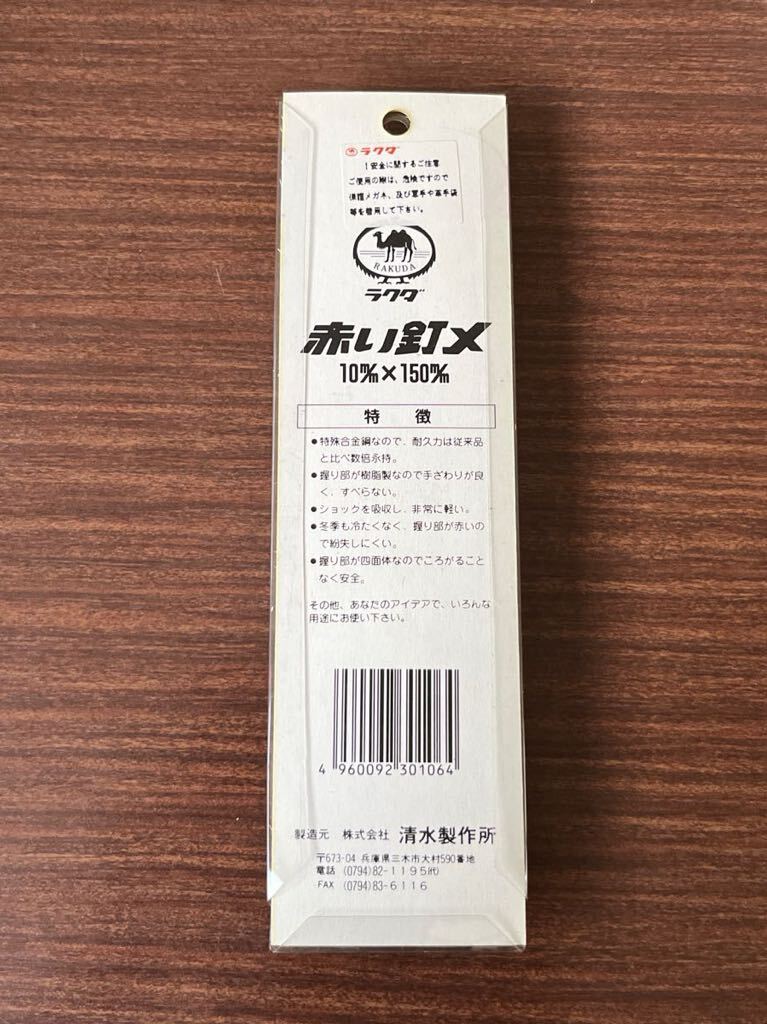 ラクダ
！安全に関するご注意
ご使用の際は、危険ですので
保護メガネ、及び軍手や革手袋
等を着用して下さい。
RAKUDA
ラクダ
赤い釘〆
10㎜×150㎜
特 徴
●特殊合金鋼なので、耐久力は従来品
と比べ数倍永持。
●握り部が樹脂製なので手ざわりが良
く、すべらない。
●ショックを吸収し、非常に軽い。
●冬季も冷たくなく、握り部が赤いの
で紛失しにくい。
●握り部が四面体なのでころがること
なく安全。
その他、あなたのアイデアで、いろんな
用途にお使い下さい。
4 960092 301064
製造元 株式会社 清水製作所
〒673-04 兵庫県三木市大村590番地
電話 (0794)82-1195㈹
FAX (0794)83-6116